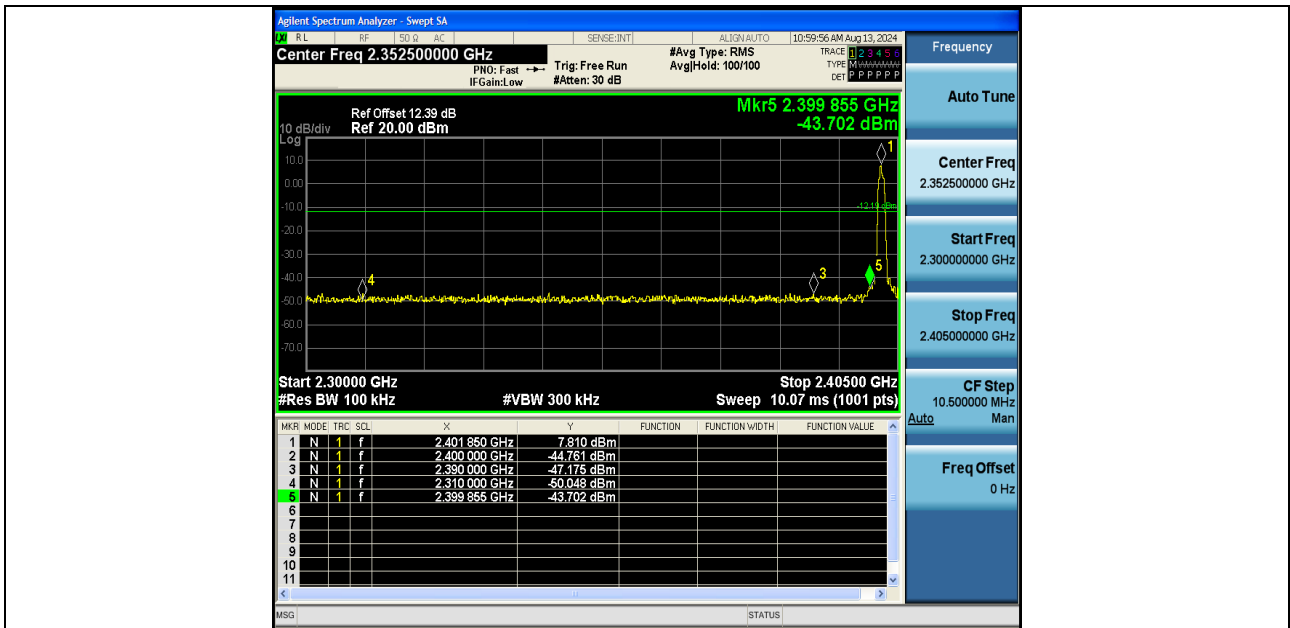 Agilent Spectrum Analyzer - Swept SA
LXI RL RF 50 Ω AC SENSE:INT ALIGN AUTO 10:59:56 AM Aug 13, 2024
Center Freq 2.352500000 GHz
PNO: Fast
IFGain:Low
Trig: Free Run
#Atten: 30 dB
#Avg Type: RMS
Avg|Hold: 100/100
TRACE 1 2 3 4 5 6
TYPE M
DET P P P P P P
Mkr5 2.399 855 GHz
-43.702 dBm
Ref Offset 12.39 dB
10 dB/div Ref 20.00 dBm
Log
10.0
0.00
-10.0
-20.0
-30.0
-40.0
-50.0
-60.0
-70.0
1
-12.19 dBm
5
3
4
Start 2.30000 GHz Stop 2.40500 GHz
#Res BW 100 kHz #VBW 300 kHz Sweep 10.07 ms (1001 pts)
MKR MODE TRC SCL X Y FUNCTION FUNCTION WIDTH FUNCTION VALUE
1 N 1 f 2.401 850 GHz 7.810 dBm
2 N 1 f 2.400 000 GHz -44.761 dBm
3 N 1 f 2.390 000 GHz -47.175 dBm
4 N 1 f 2.310 000 GHz -50.048 dBm
5 N 1 f 2.399 855 GHz -43.702 dBm
6
7
8
9
10
11
MSG STATUS
Frequency
Auto Tune
Center Freq
2.352500000 GHz
Start Freq
2.300000000 GHz
Stop Freq
2.405000000 GHz
CF Step
10.500000 MHz
Auto Man
Freq Offset
0 Hz